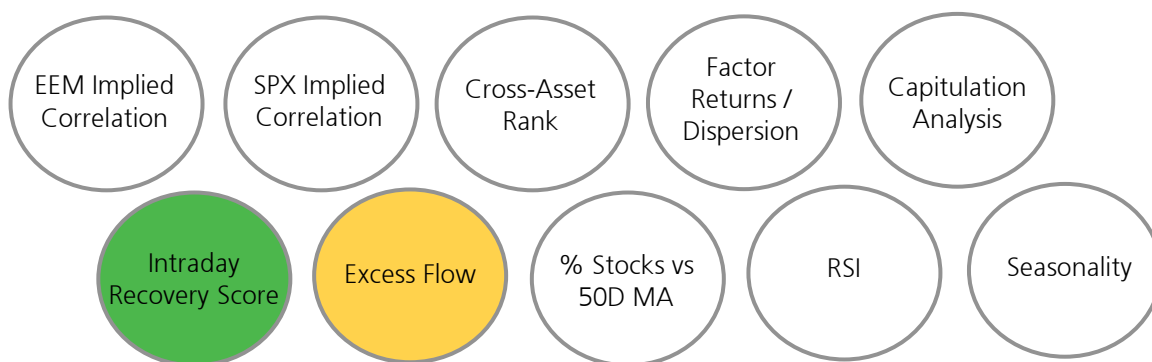 EEM Implied
Correlation
SPX Implied
Correlation
Cross-Asset
Rank
Factor
Returns /
Dispersion
Capitulation
Analysis
Intraday
Recovery Score
Excess Flow
% Stocks vs
50D MA
RSI
Seasonality